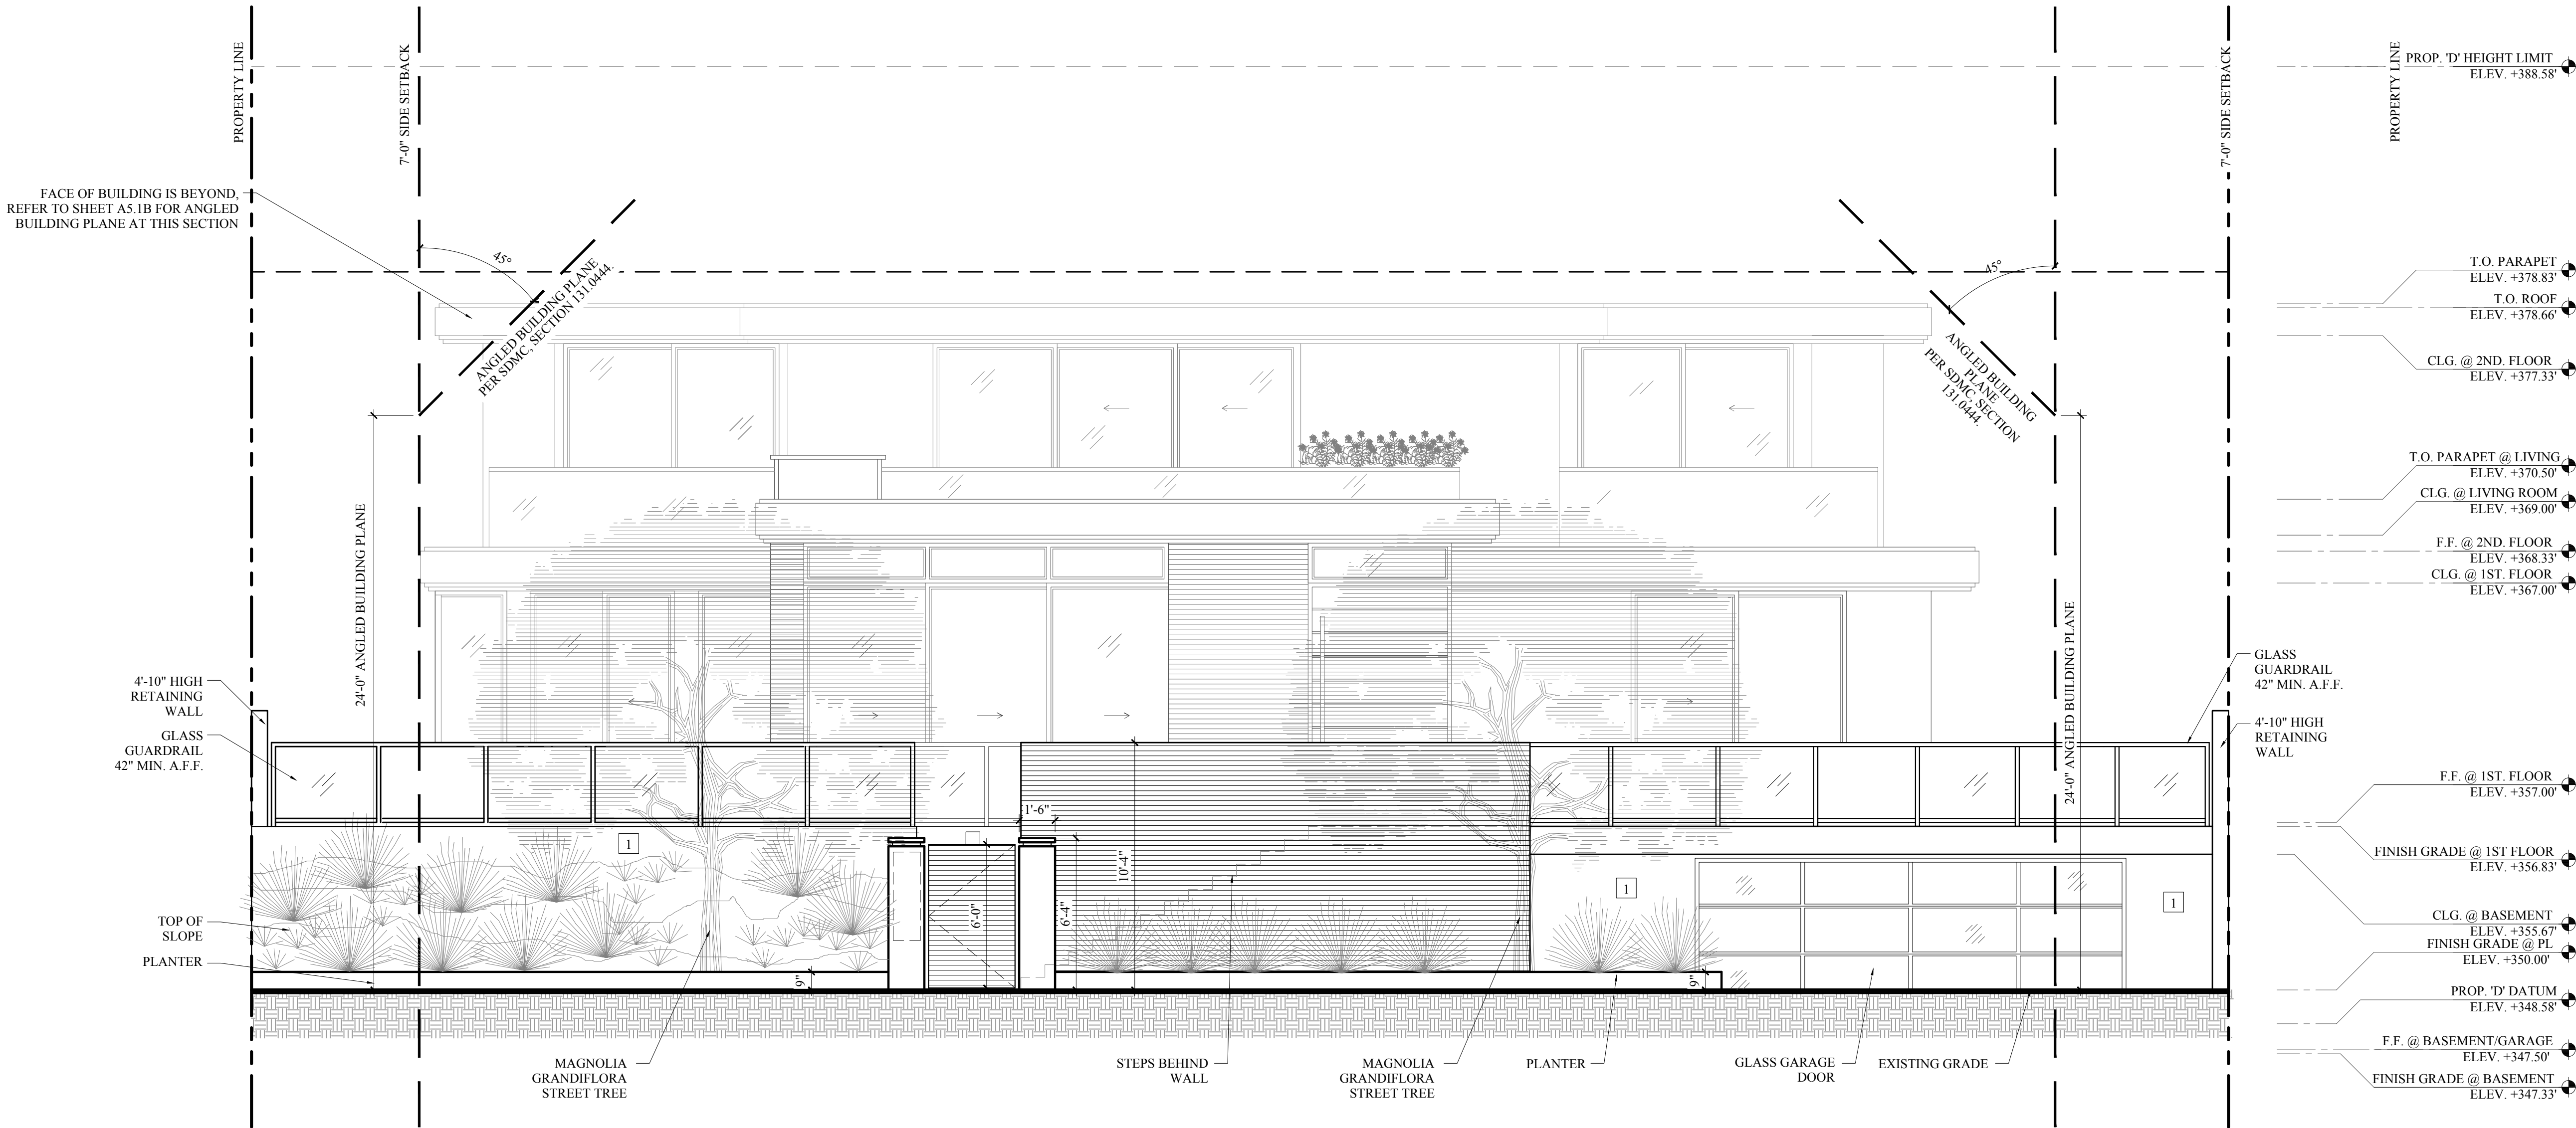 PROPERTY LINE
7'-0" SIDE SETBACK
7'-0" SIDE SETBACK
PROPERTY LINE
PROP. 'D' HEIGHT LIMIT
ELEV. +388.58'
FACE OF BUILDING IS BEYOND,
REFER TO SHEET A5.1B FOR ANGLED
BUILDING PLANE AT THIS SECTION
45°
ANGLED BUILDING PLANE
PER SDMC, SECTION 131.0444.
45°
ANGLED BUILDING
PLANE
PER SDMC, SECTION
131.0444.
T.O. PARAPET
ELEV. +378.83'
T.O. ROOF
ELEV. +378.66'
CLG. @ 2ND. FLOOR
ELEV. +377.33'
T.O. PARAPET @ LIVING
ELEV. +370.50'
CLG. @ LIVING ROOM
ELEV. +369.00'
F.F. @ 2ND. FLOOR
ELEV. +368.33'
CLG. @ 1ST. FLOOR
ELEV. +367.00'
24'-0" ANGLED BUILDING PLANE
24'-0" ANGLED BUILDING PLANE
4'-10" HIGH
RETAINING
WALL
GLASS
GUARDRAIL
42" MIN. A.F.F.
GLASS
GUARDRAIL
42" MIN. A.F.F.
4'-10" HIGH
RETAINING
WALL
F.F. @ 1ST. FLOOR
ELEV. +357.00'
FINISH GRADE @ 1ST FLOOR
ELEV. +356.83'
CLG. @ BASEMENT
ELEV. +355.67'
FINISH GRADE @ PL
ELEV. +350.00'
PROP. 'D' DATUM
ELEV. +348.58'
F.F. @ BASEMENT/GARAGE
ELEV. +347.50'
FINISH GRADE @ BASEMENT
ELEV. +347.33'
1'-6"
1
10'-4"
6'-0"
6'-4"
1
1
TOP OF
SLOPE
PLANTER
9"
9"
MAGNOLIA
GRANDIFLORA
STREET TREE
STEPS BEHIND
WALL
MAGNOLIA
GRANDIFLORA
STREET TREE
PLANTER
GLASS GARAGE
DOOR
EXISTING GRADE